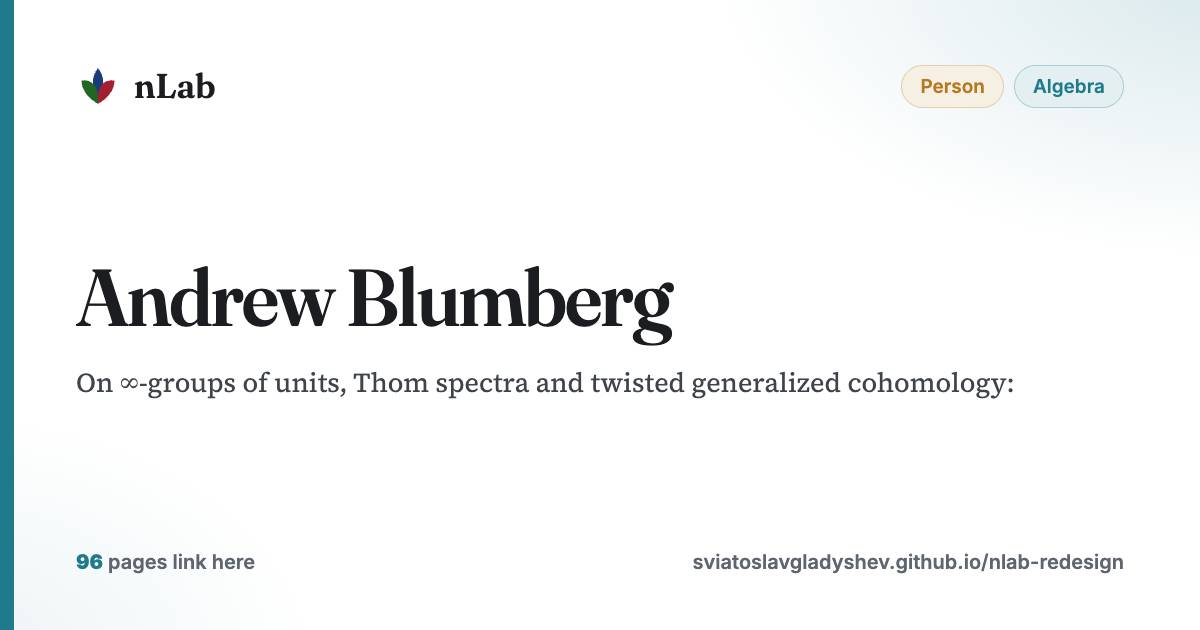 nLab
Person
Algebra
Andrew Blumberg
On ∞-groups of units, Thom spectra and twisted generalized cohomology:
96 pages link here
sviatoslavgladyshev.github.io/nlab-redesign